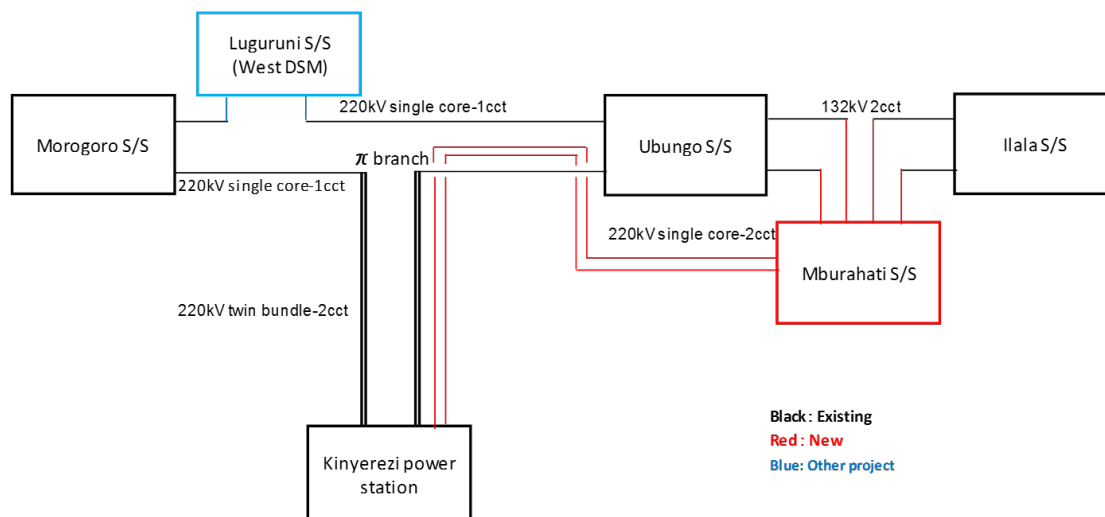 Luguruni S/S
(West DSM)
220kV single core-1cct
132kV 2cct
Morogoro S/S
Ubungo S/S
Ilala S/S
π branch
220kV single core-1cct
220kV single core-2cct
Mburahati S/S
220kV twin bundle-2cct
Black : Existing
Red : New
Blue: Other project
Kinyerezi power
station